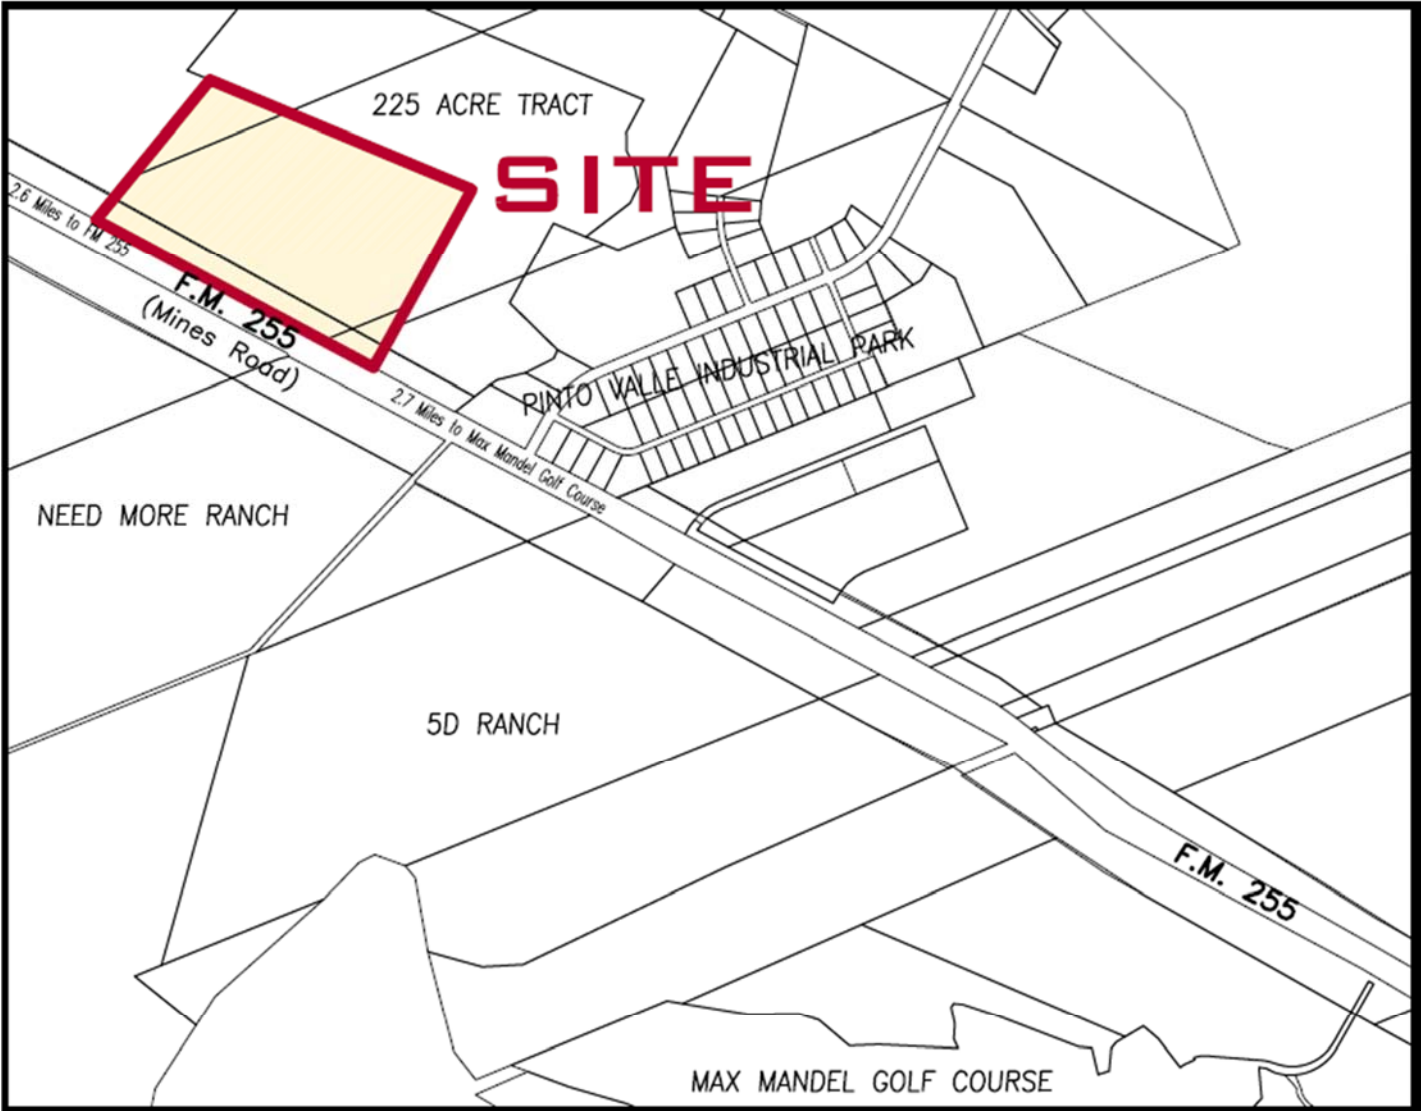 225 ACRE TRACT
SITE
2.6 Miles to FM 255
F.M. 255
(Mines Road)
PINTO VALLE INDUSTRIAL PARK
2.7 Miles to Max Mandel Golf Course
NEED MORE RANCH
5D RANCH
F.M. 255
MAX MANDEL GOLF COURSE